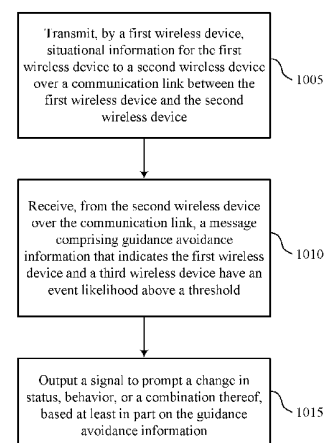 Transmit, by a first wireless device,
situational information for the first
wireless device to a second wireless device
over a communication link between the
first wireless device and the second
wireless device
1005
Receive, from the second wireless device
over the communication link, a message
comprising guidance avoidance
information that indicates the first wireless
device and a third wireless device have an
event likelihood above a threshold
1010
Output a signal to prompt a change in
status, behavior, or a combination thereof,
based at least in part on the guidance
avoidance information
1015